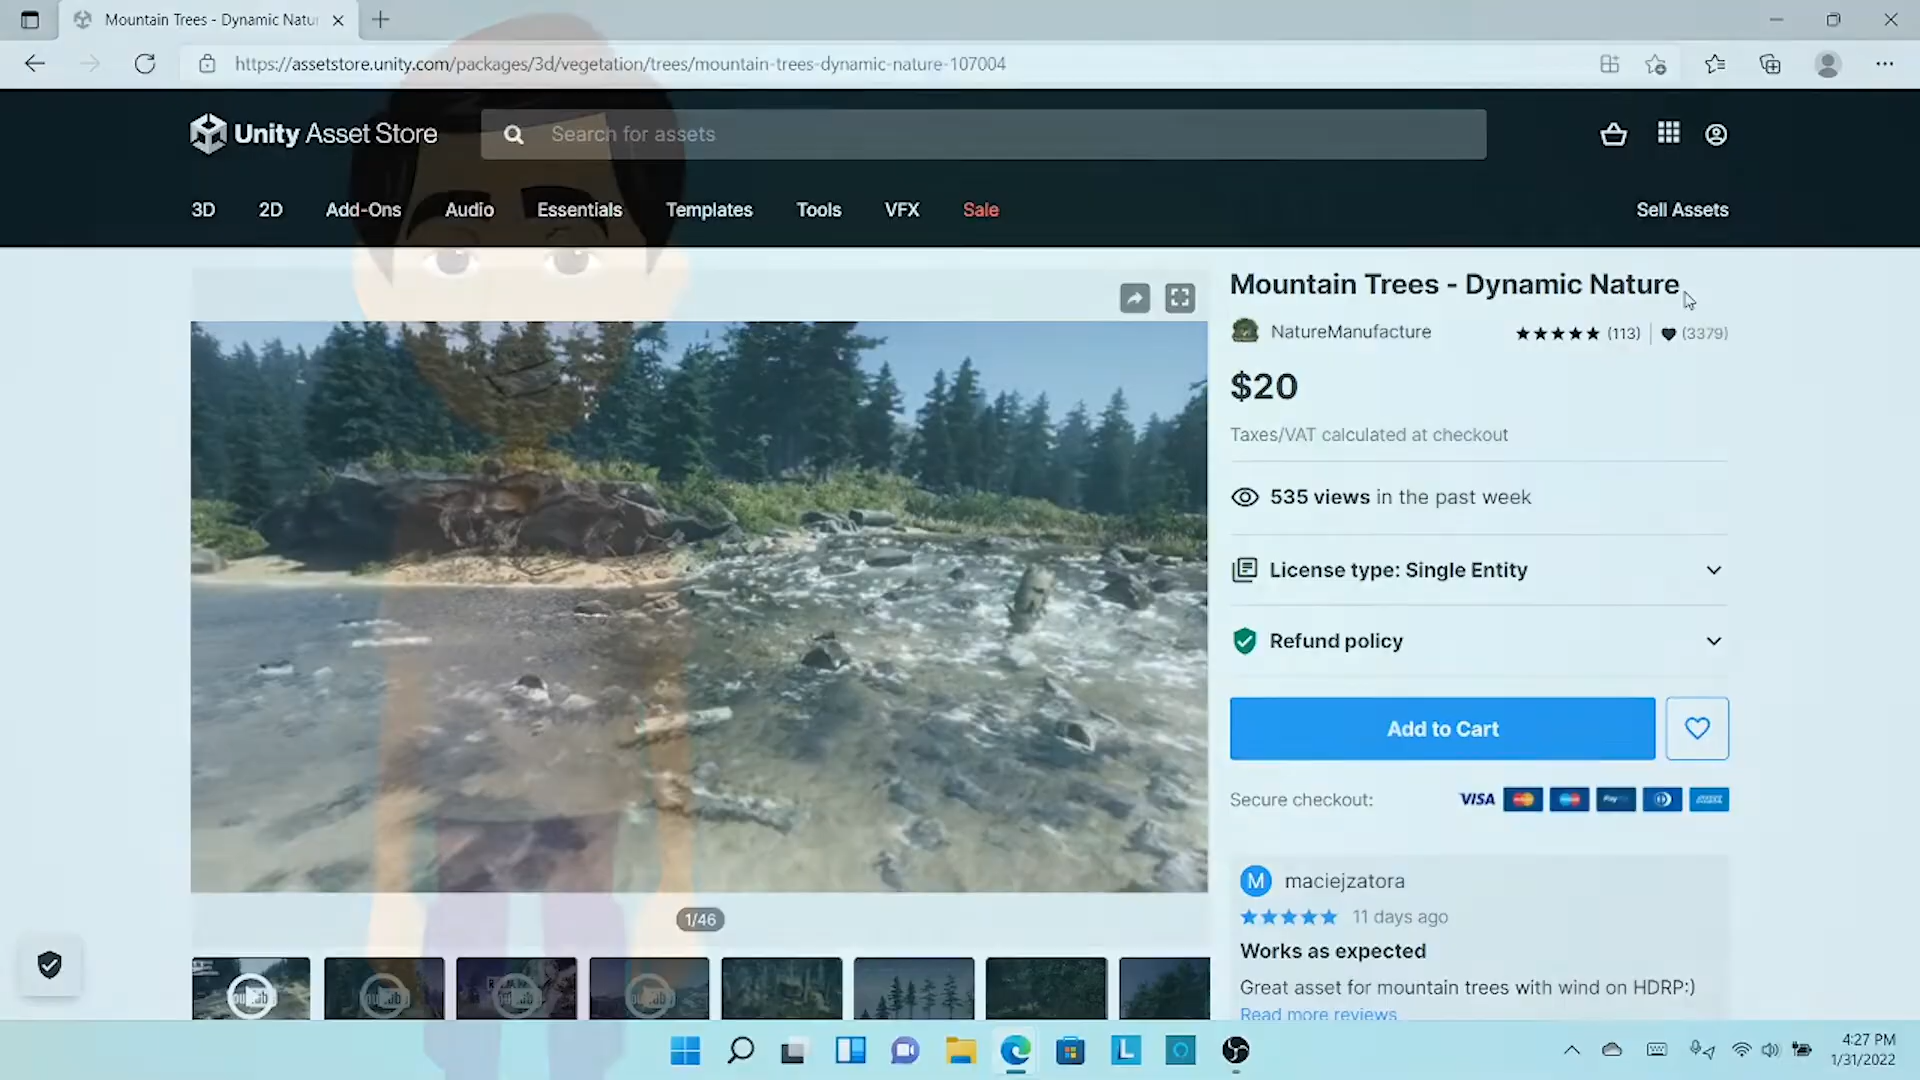 Mountain Trees - Dynamic Natu
https://assetstore.unity.com/packages/3d/vegetation/trees/mountain-trees-dynamic-nature-107004
Unity Asset Store
Search for assets
3D 2D Add-Ons Audio Essentials Templates Tools VFX Sale Sell Assets
Mountain Trees - Dynamic Nature
NatureManufacture ★★★★★ (113) (3379)
$20
Taxes/VAT calculated at checkout
535 views in the past week
License type: Single Entity
Refund policy
Add to Cart
Secure checkout: VISA
maciejzatora
M
★★★★★ 11 days ago
Works as expected
Great asset for mountain trees with wind on HDRP:)
Read more reviews
1/46
4:27 PM
1/31/2022